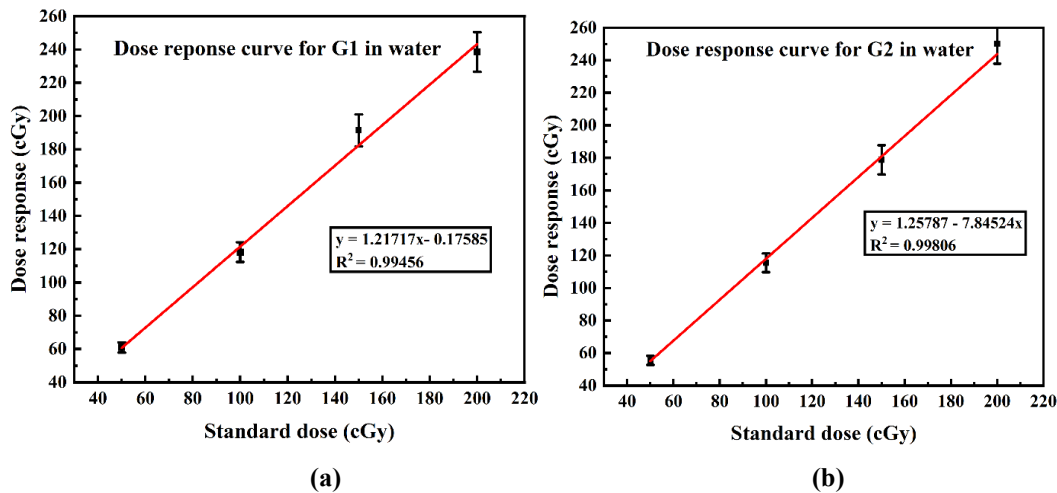 Dose reponse curve for G1 in water
Dose response (cGy)
260
240
220
200
180
160
140
120
100
80
60
40
y = 1.21717x- 0.17585
R² = 0.99456
40 60 80 100 120 140 160 180 200 220
Standard dose (cGy)
(a)
Dose response curve for G2 in water
Dose response (cGy)
260
240
220
200
180
160
140
120
100
80
60
40
y = 1.25787 - 7.84524x
R² = 0.99806
40 60 80 100 120 140 160 180 200 220
Standard dose (cGy)
(b)